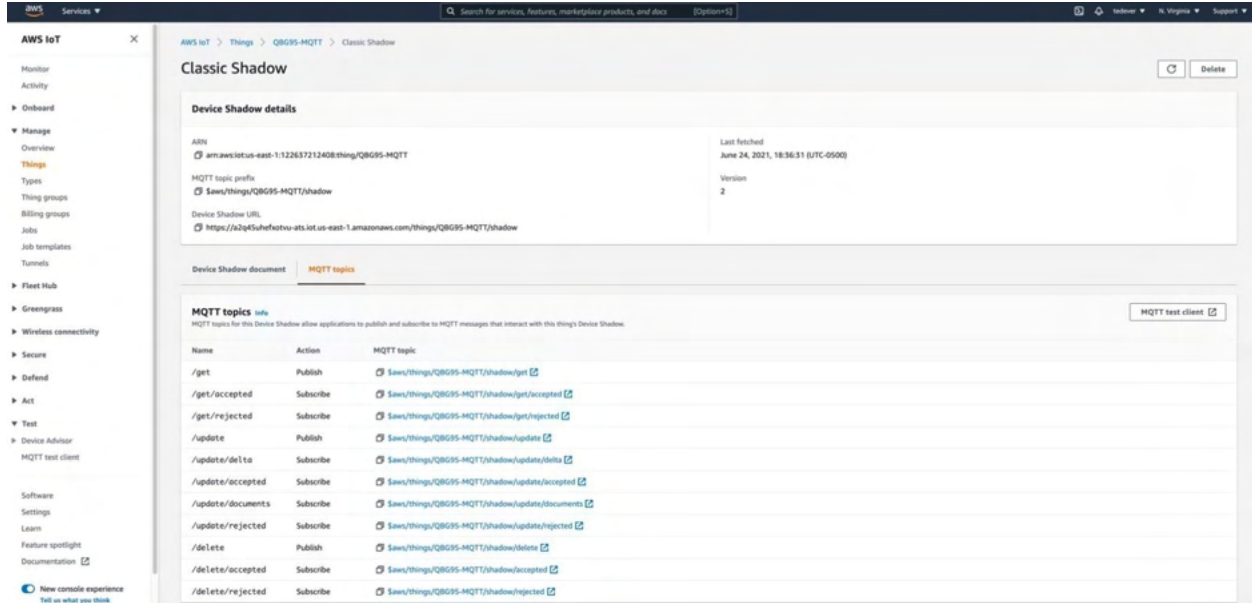 aws Services ▼ Search for services, features, marketplace products, and docs [Option+S] tedever ▼ N. Virginia ▼ Support ▼
AWS IoT ×
Monitor
Activity
Onboard
Manage
Overview
Things
Types
Thing groups
Billing groups
Jobs
Job templates
Tunnels
Fleet Hub
Greengrass
Wireless connectivity
Secure
Defend
Act
Test
Device Advisor
MQTT test client
Software
Settings
Learn
Feature spotlight
Documentation
New console experience
Tell us what you think
AWS IoT > Things > QBG95-MQTT > Classic Shadow
Classic Shadow
Delete
Device Shadow details
ARN
arn:aws:iot:us-east-1:122637212408:thing/QBG95-MQTT
MQTT topic prefix
$aws/things/QBG95-MQTT/shadow
Device Shadow URL
https://a2q45uhefxotvu-ats.iot.us-east-1.amazonaws.com/things/QBG95-MQTT/shadow
Last fetched
June 24, 2021, 18:36:31 (UTC-0500)
Version
2
Device Shadow document MQTT topics
MQTT topics Info
MQTT topics for this Device Shadow allow applications to publish and subscribe to MQTT messages that interact with this thing's Device Shadow.
MQTT test client
Name Action MQTT topic
/get Publish $aws/things/QBG95-MQTT/shadow/get
/get/accepted Subscribe $aws/things/QBG95-MQTT/shadow/get/accepted
/get/rejected Subscribe $aws/things/QBG95-MQTT/shadow/get/rejected
/update Publish $aws/things/QBG95-MQTT/shadow/update
/update/delta Subscribe $aws/things/QBG95-MQTT/shadow/update/delta
/update/accepted Subscribe $aws/things/QBG95-MQTT/shadow/update/accepted
/update/documents Subscribe $aws/things/QBG95-MQTT/shadow/update/documents
/update/rejected Subscribe $aws/things/QBG95-MQTT/shadow/update/rejected
/delete Publish $aws/things/QBG95-MQTT/shadow/delete
/delete/accepted Subscribe $aws/things/QBG95-MQTT/shadow/accepted
/delete/rejected Subscribe $aws/things/QBG95-MQTT/shadow/rejected